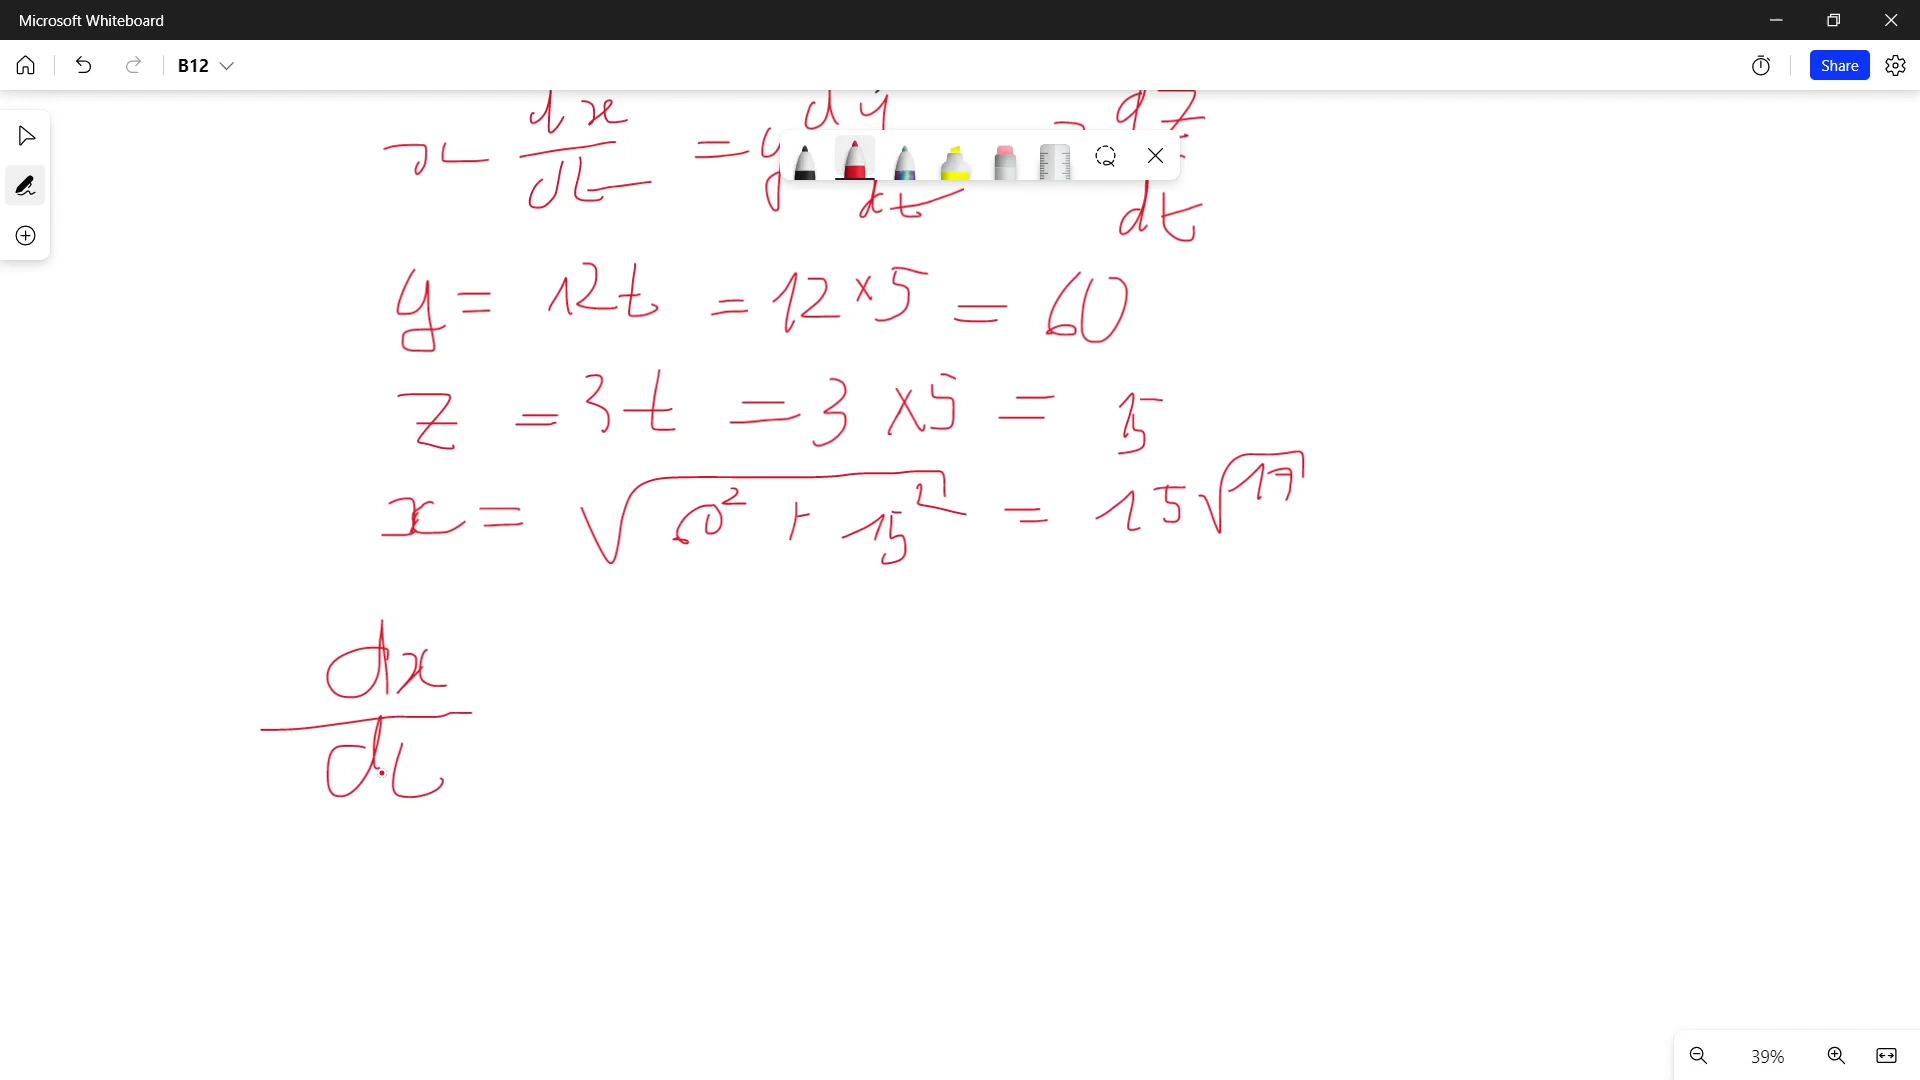 Microsoft Whiteboard
B12
Share
x dx/dt = y dy/dt + z dz/dt
y = 12t = 12 × 5 = 60
z = 3t = 3 × 5 = 15
x = √(60² + 15²) = 15√17
dx/dt
39%